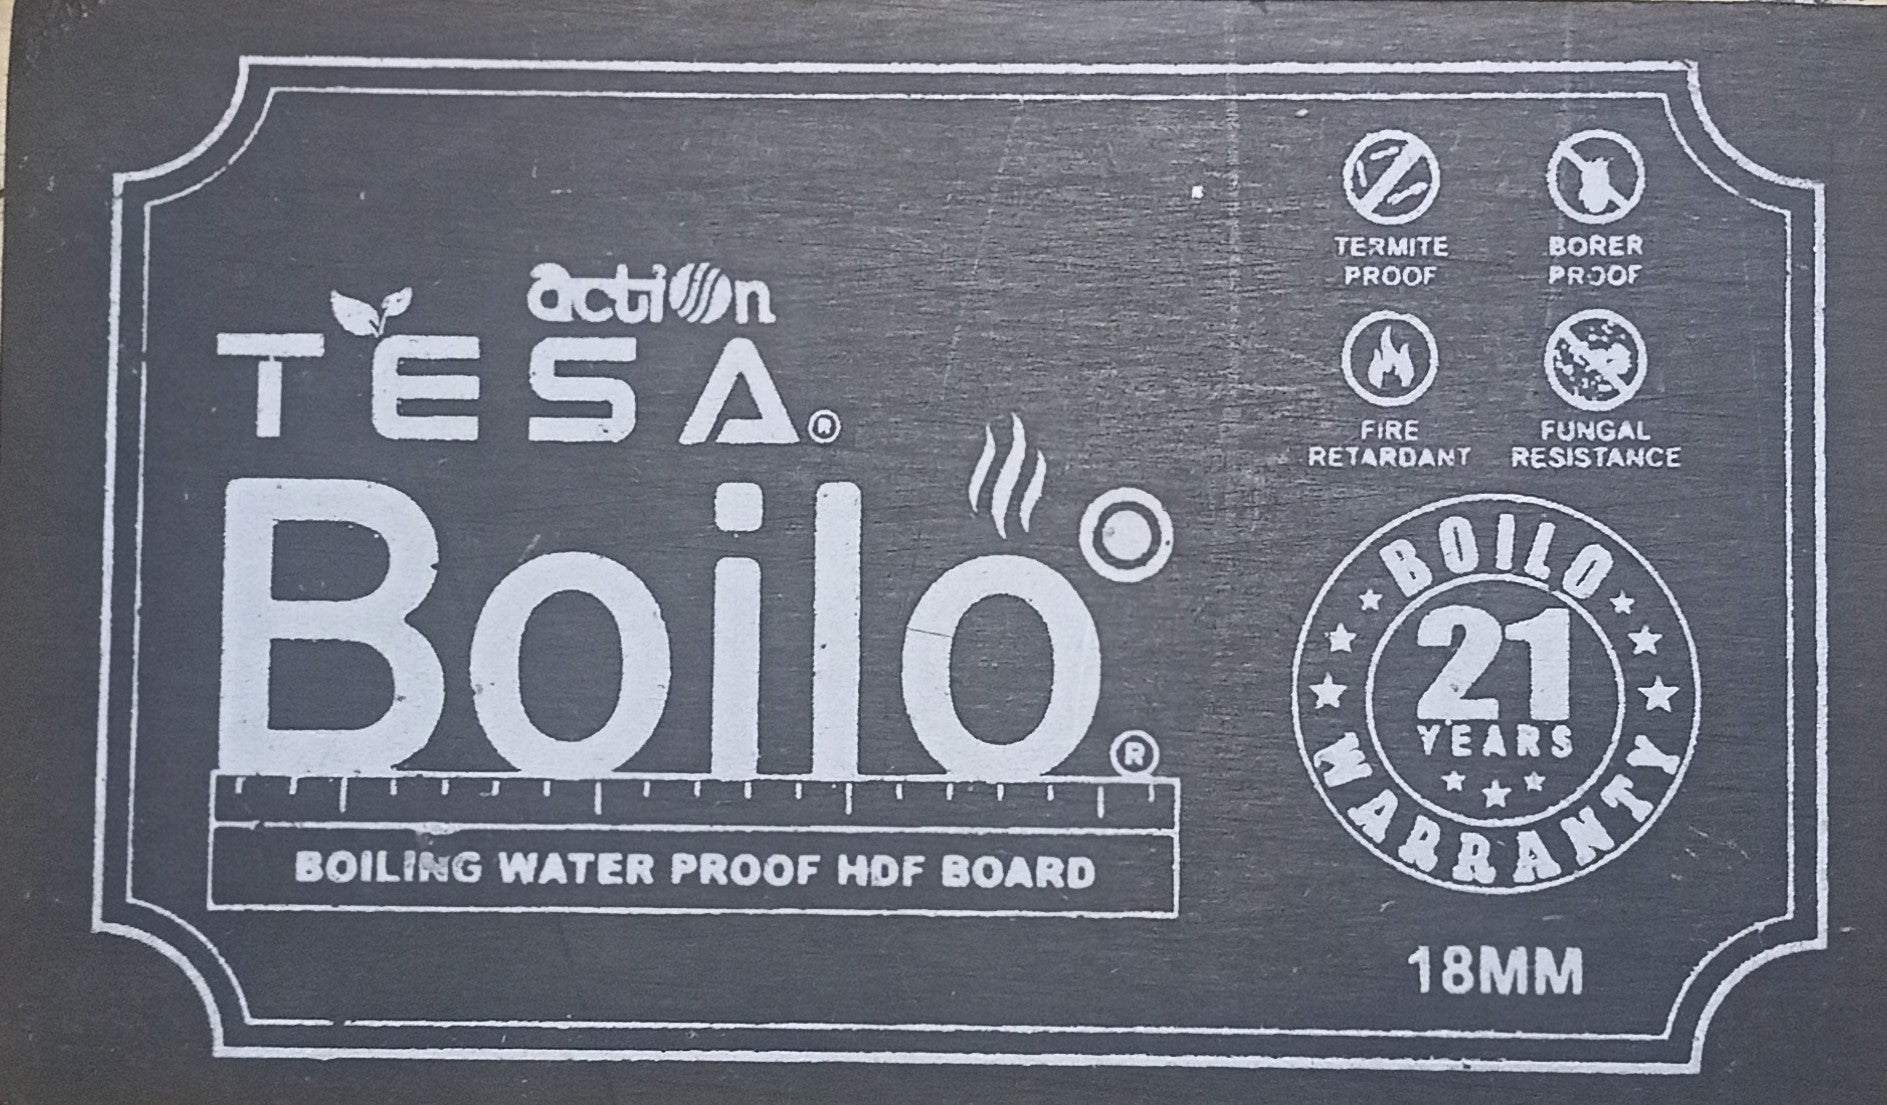 action
TESA®
Boilo®
BOILING WATER PROOF HDF BOARD
TERMITE
PROOF
BORER
PROOF
FIRE
RETARDANT
FUNGAL
RESISTANCE
BOILO
21
YEARS
WARRANTY
18MM